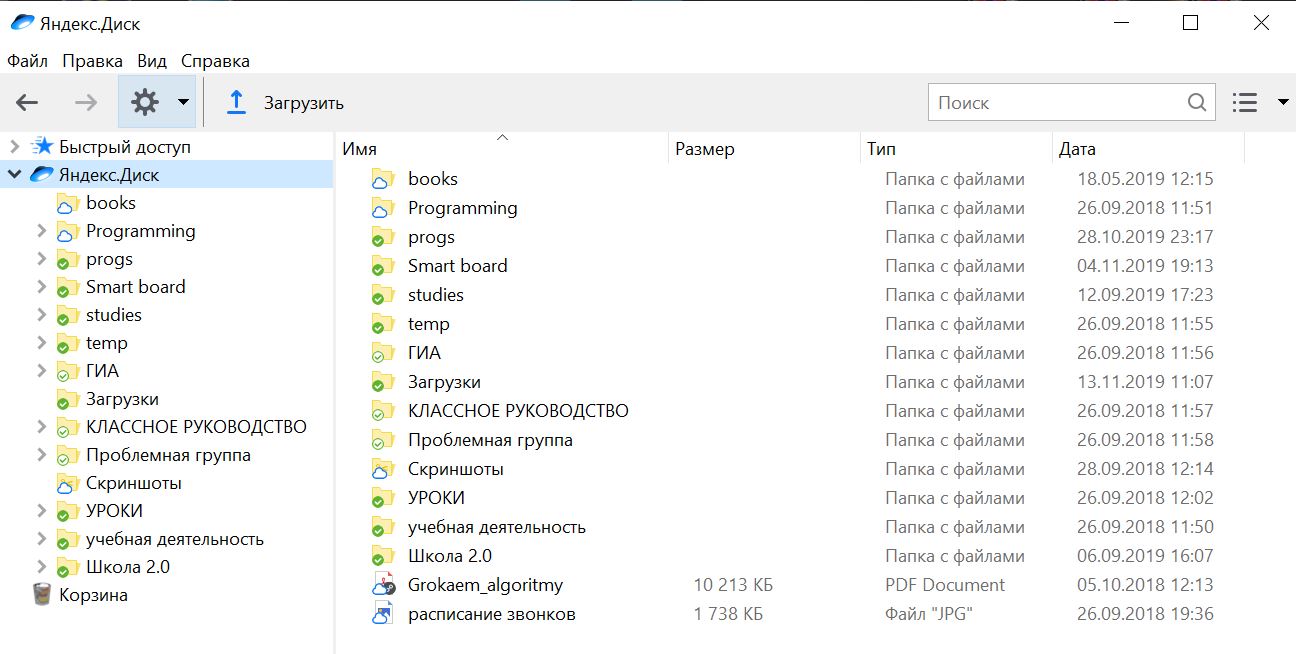 Яндекс.Диск
Файл Правка Вид Справка
Загрузить Поиск
Быстрый доступ
Яндекс.Диск
books
Programming
progs
Smart board
studies
temp
ГИА
Загрузки
КЛАССНОЕ РУКОВОДСТВО
Проблемная группа
Скриншоты
УРОКИ
учебная деятельность
Школа 2.0
Корзина
Имя Размер Тип Дата
books Папка с файлами 18.05.2019 12:15
Programming Папка с файлами 26.09.2018 11:51
progs Папка с файлами 28.10.2019 23:17
Smart board Папка с файлами 04.11.2019 19:13
studies Папка с файлами 12.09.2019 17:23
temp Папка с файлами 26.09.2018 11:55
ГИА Папка с файлами 26.09.2018 11:56
Загрузки Папка с файлами 13.11.2019 11:07
КЛАССНОЕ РУКОВОДСТВО Папка с файлами 26.09.2018 11:57
Проблемная группа Папка с файлами 26.09.2018 11:58
Скриншоты Папка с файлами 28.09.2018 12:14
УРОКИ Папка с файлами 26.09.2018 12:02
учебная деятельность Папка с файлами 26.09.2018 11:50
Школа 2.0 Папка с файлами 06.09.2019 16:07
Grokaem_algoritmy 10 213 КБ PDF Document 05.10.2018 12:13
расписание звонков 1 738 КБ Файл "JPG" 26.09.2018 19:36